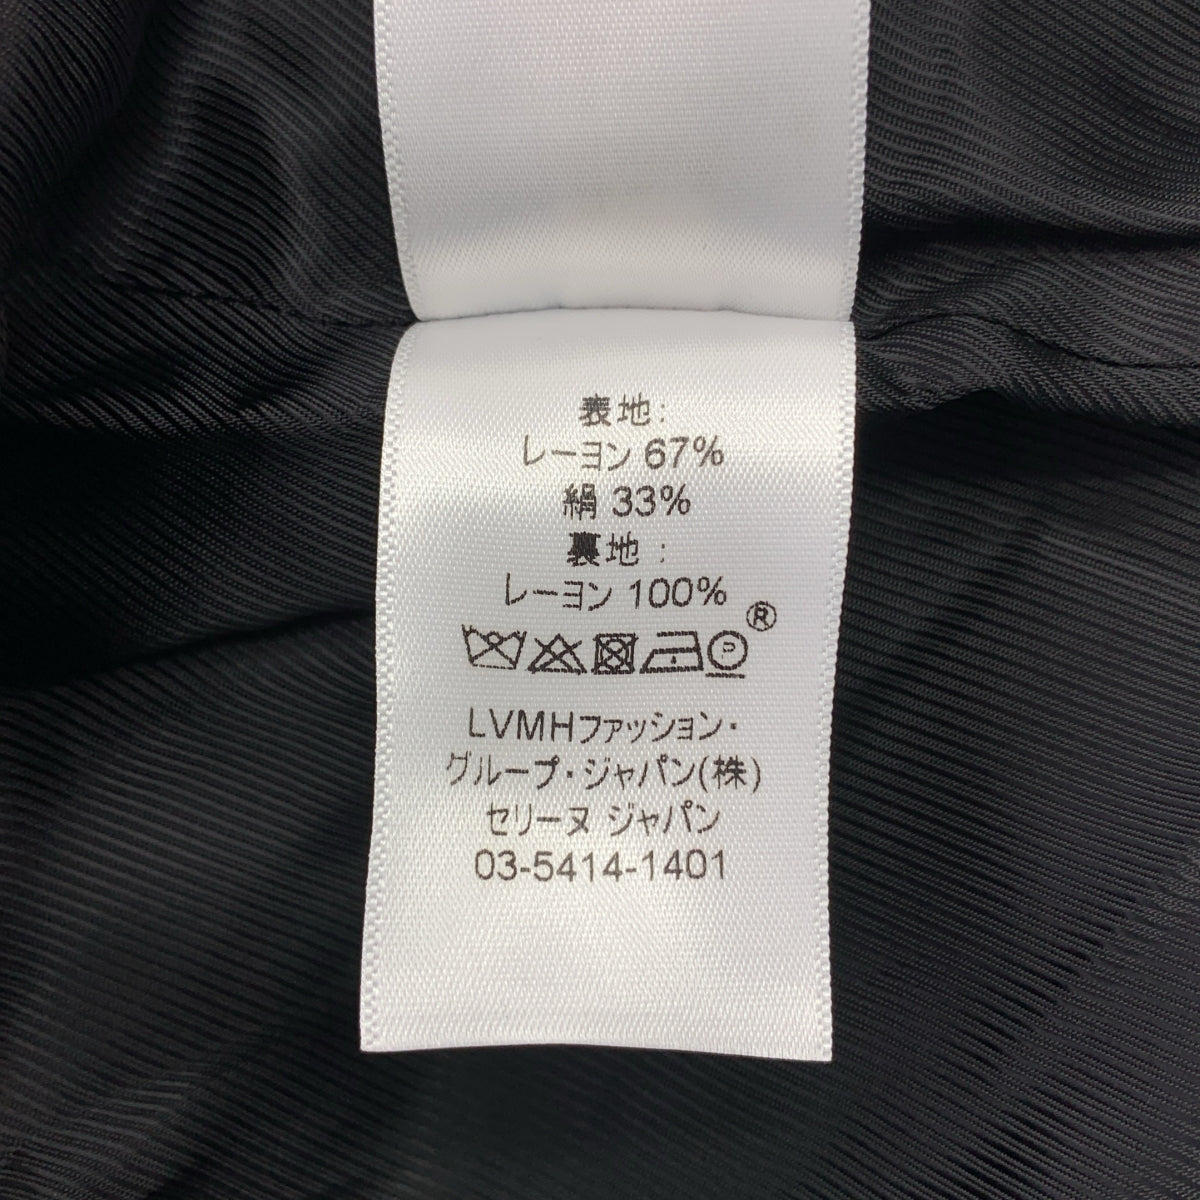 表地:
レーヨン 67%
絹 33%
裏地:
レーヨン 100%
P ®
LVMHファッション・
グループ・ジャパン(株)
セリーヌ ジャパン
03-5414-1401